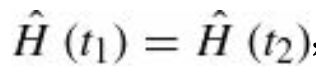 Ĥ (t₁) = Ĥ (t₂),